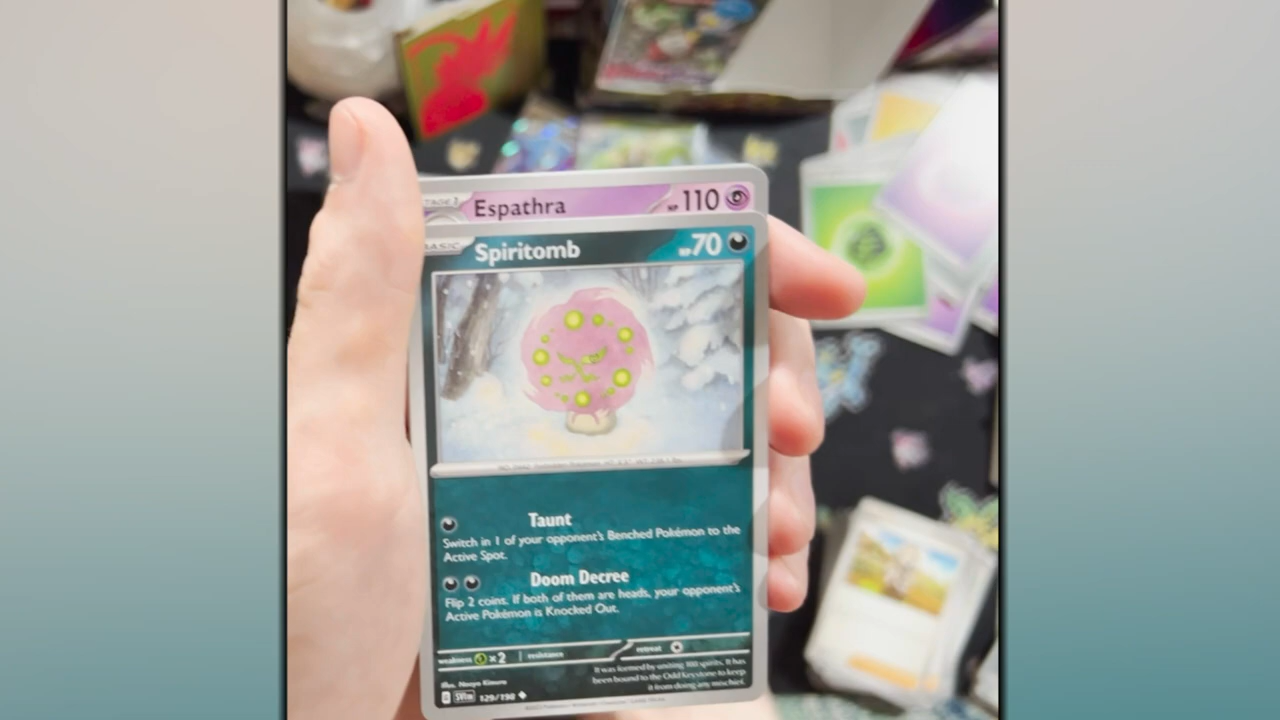 STAGE 1 Espathra HP 110
BASIC Spiritomb HP 70
Taunt
Switch in 1 of your opponent's Benched Pokémon to the
Active Spot.
Doom Decree
Flip 2 coins. If both of them are heads, your opponent's
Active Pokémon is Knocked Out.
weakness ×2 resistance retreat
Illus. Naoyo Kimura
It was formed by uniting 108 spirits. It has
been bound to the Odd Keystone to keep
it from doing any mischief.
SVI EN 129/198